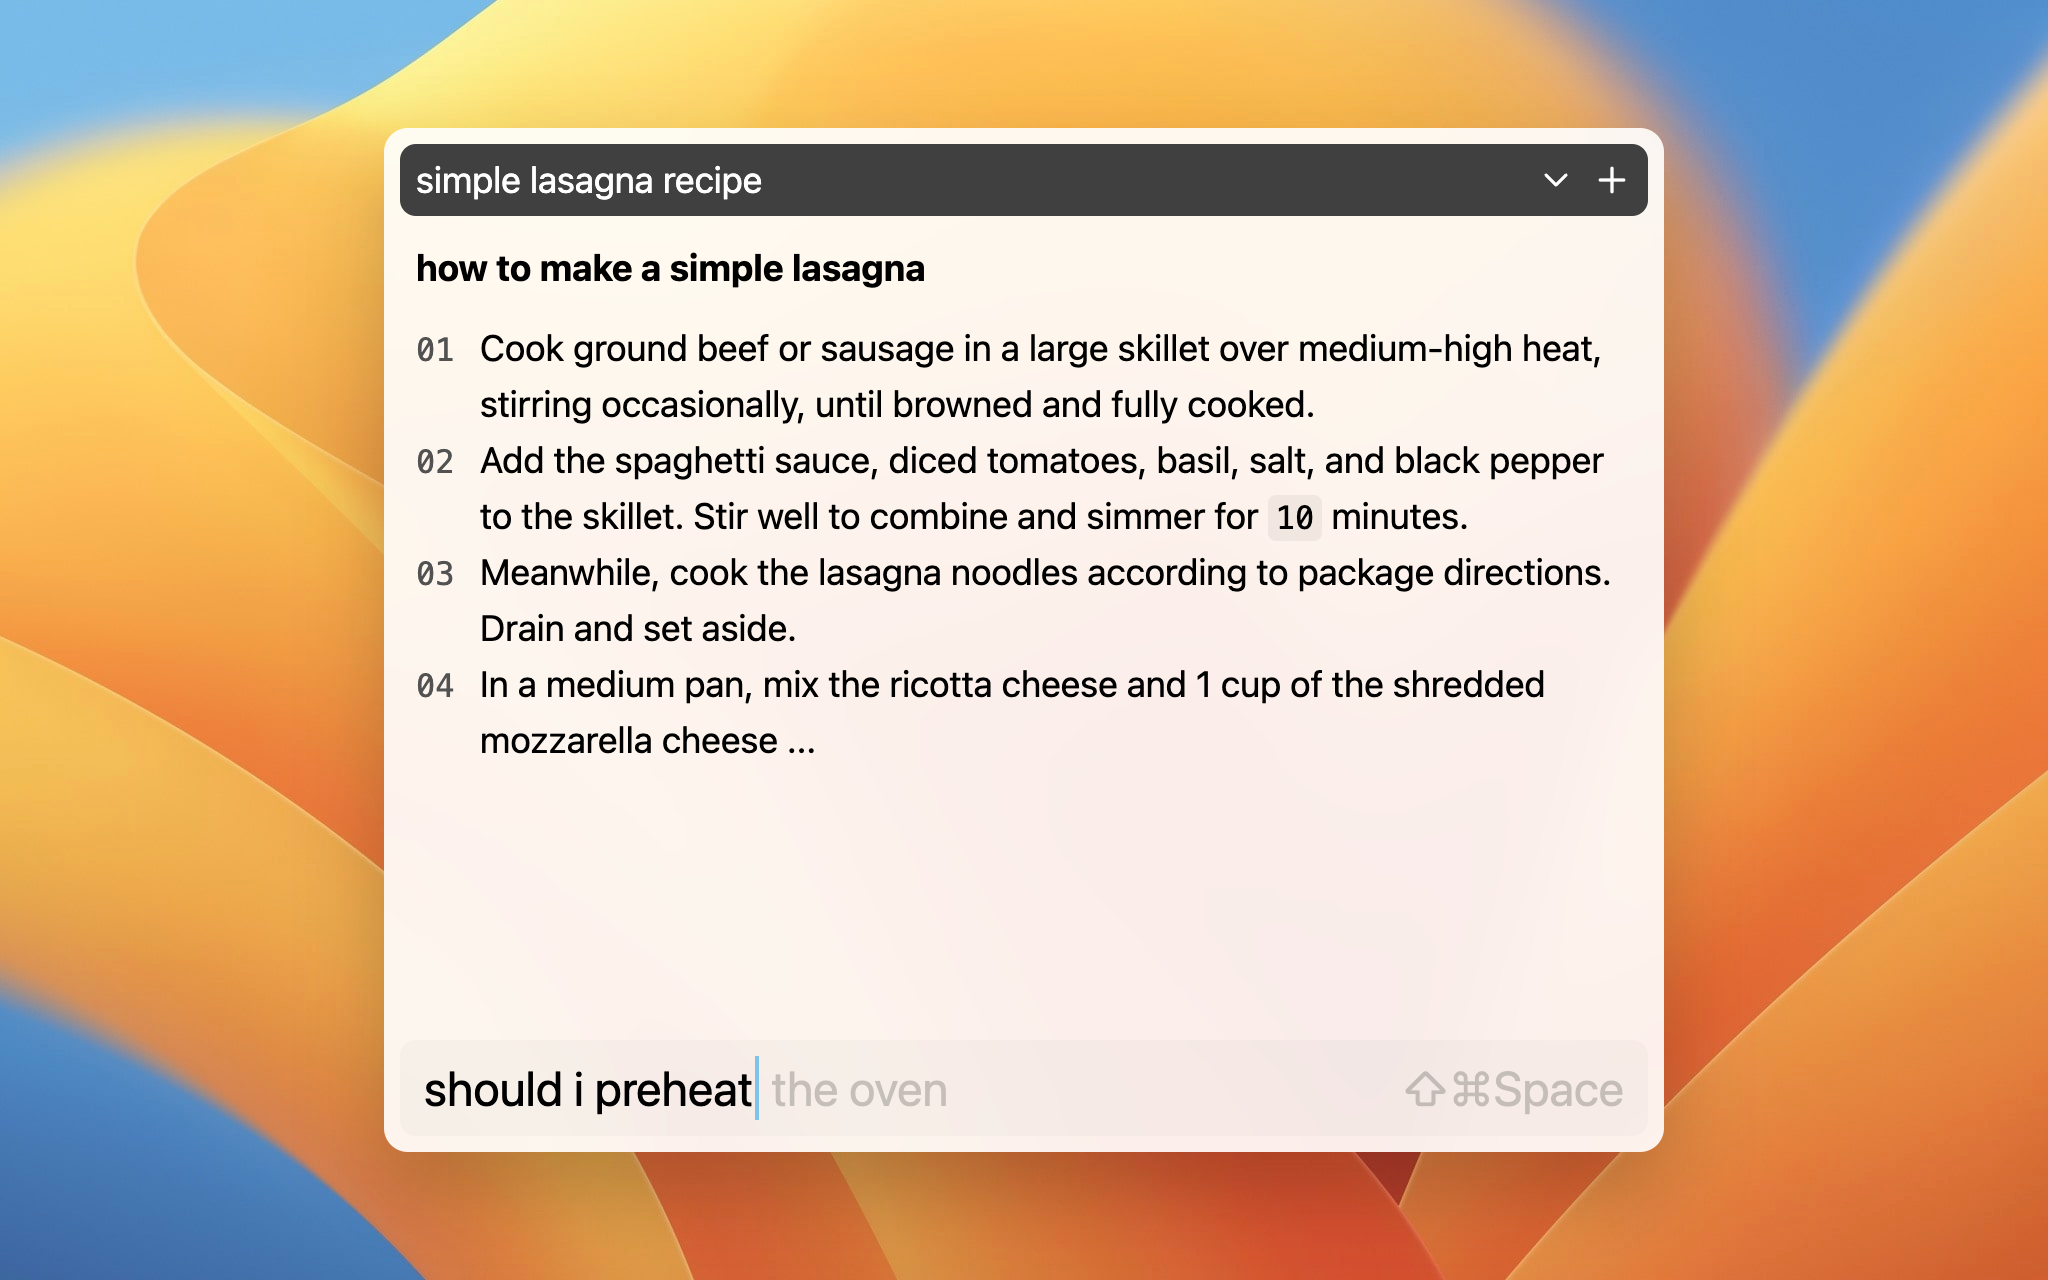 simple lasagna recipe
how to make a simple lasagna
01 Cook ground beef or sausage in a large skillet over medium-high heat,
stirring occasionally, until browned and fully cooked.
02 Add the spaghetti sauce, diced tomatoes, basil, salt, and black pepper
to the skillet. Stir well to combine and simmer for 10 minutes.
03 Meanwhile, cook the lasagna noodles according to package directions.
Drain and set aside.
04 In a medium pan, mix the ricotta cheese and 1 cup of the shredded
mozzarella cheese ...
should i preheat the oven ⇧⌘Space